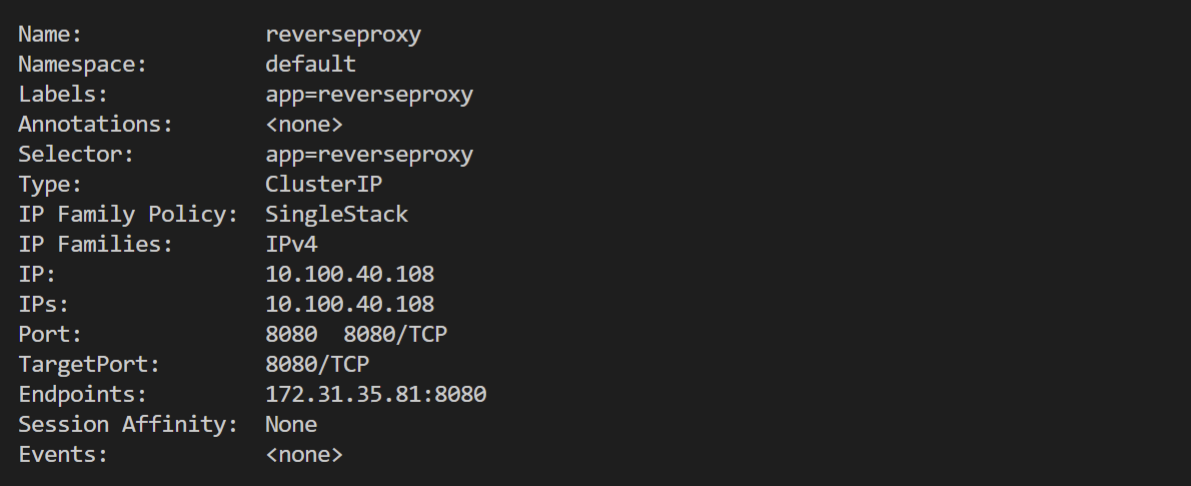 Name: reverseproxy
Namespace: default
Labels: app=reverseproxy
Annotations: <none>
Selector: app=reverseproxy
Type: ClusterIP
IP Family Policy: SingleStack
IP Families: IPv4
IP: 10.100.40.108
IPs: 10.100.40.108
Port: 8080 8080/TCP
TargetPort: 8080/TCP
Endpoints: 172.31.35.81:8080
Session Affinity: None
Events: <none>